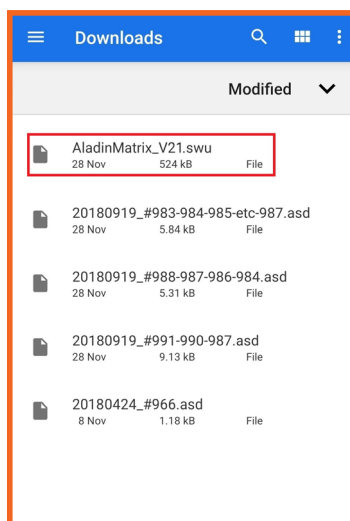 Downloads
Modified
AladinMatrix_V21.swu
28 Nov 524 kB File
20180919_#983-984-985-etc-987.asd
28 Nov 5.84 kB File
20180919_#988-987-986-984.asd
28 Nov 5.31 kB File
20180919_#991-990-987.asd
28 Nov 9.13 kB File
20180424_#966.asd
8 Nov 1.18 kB File